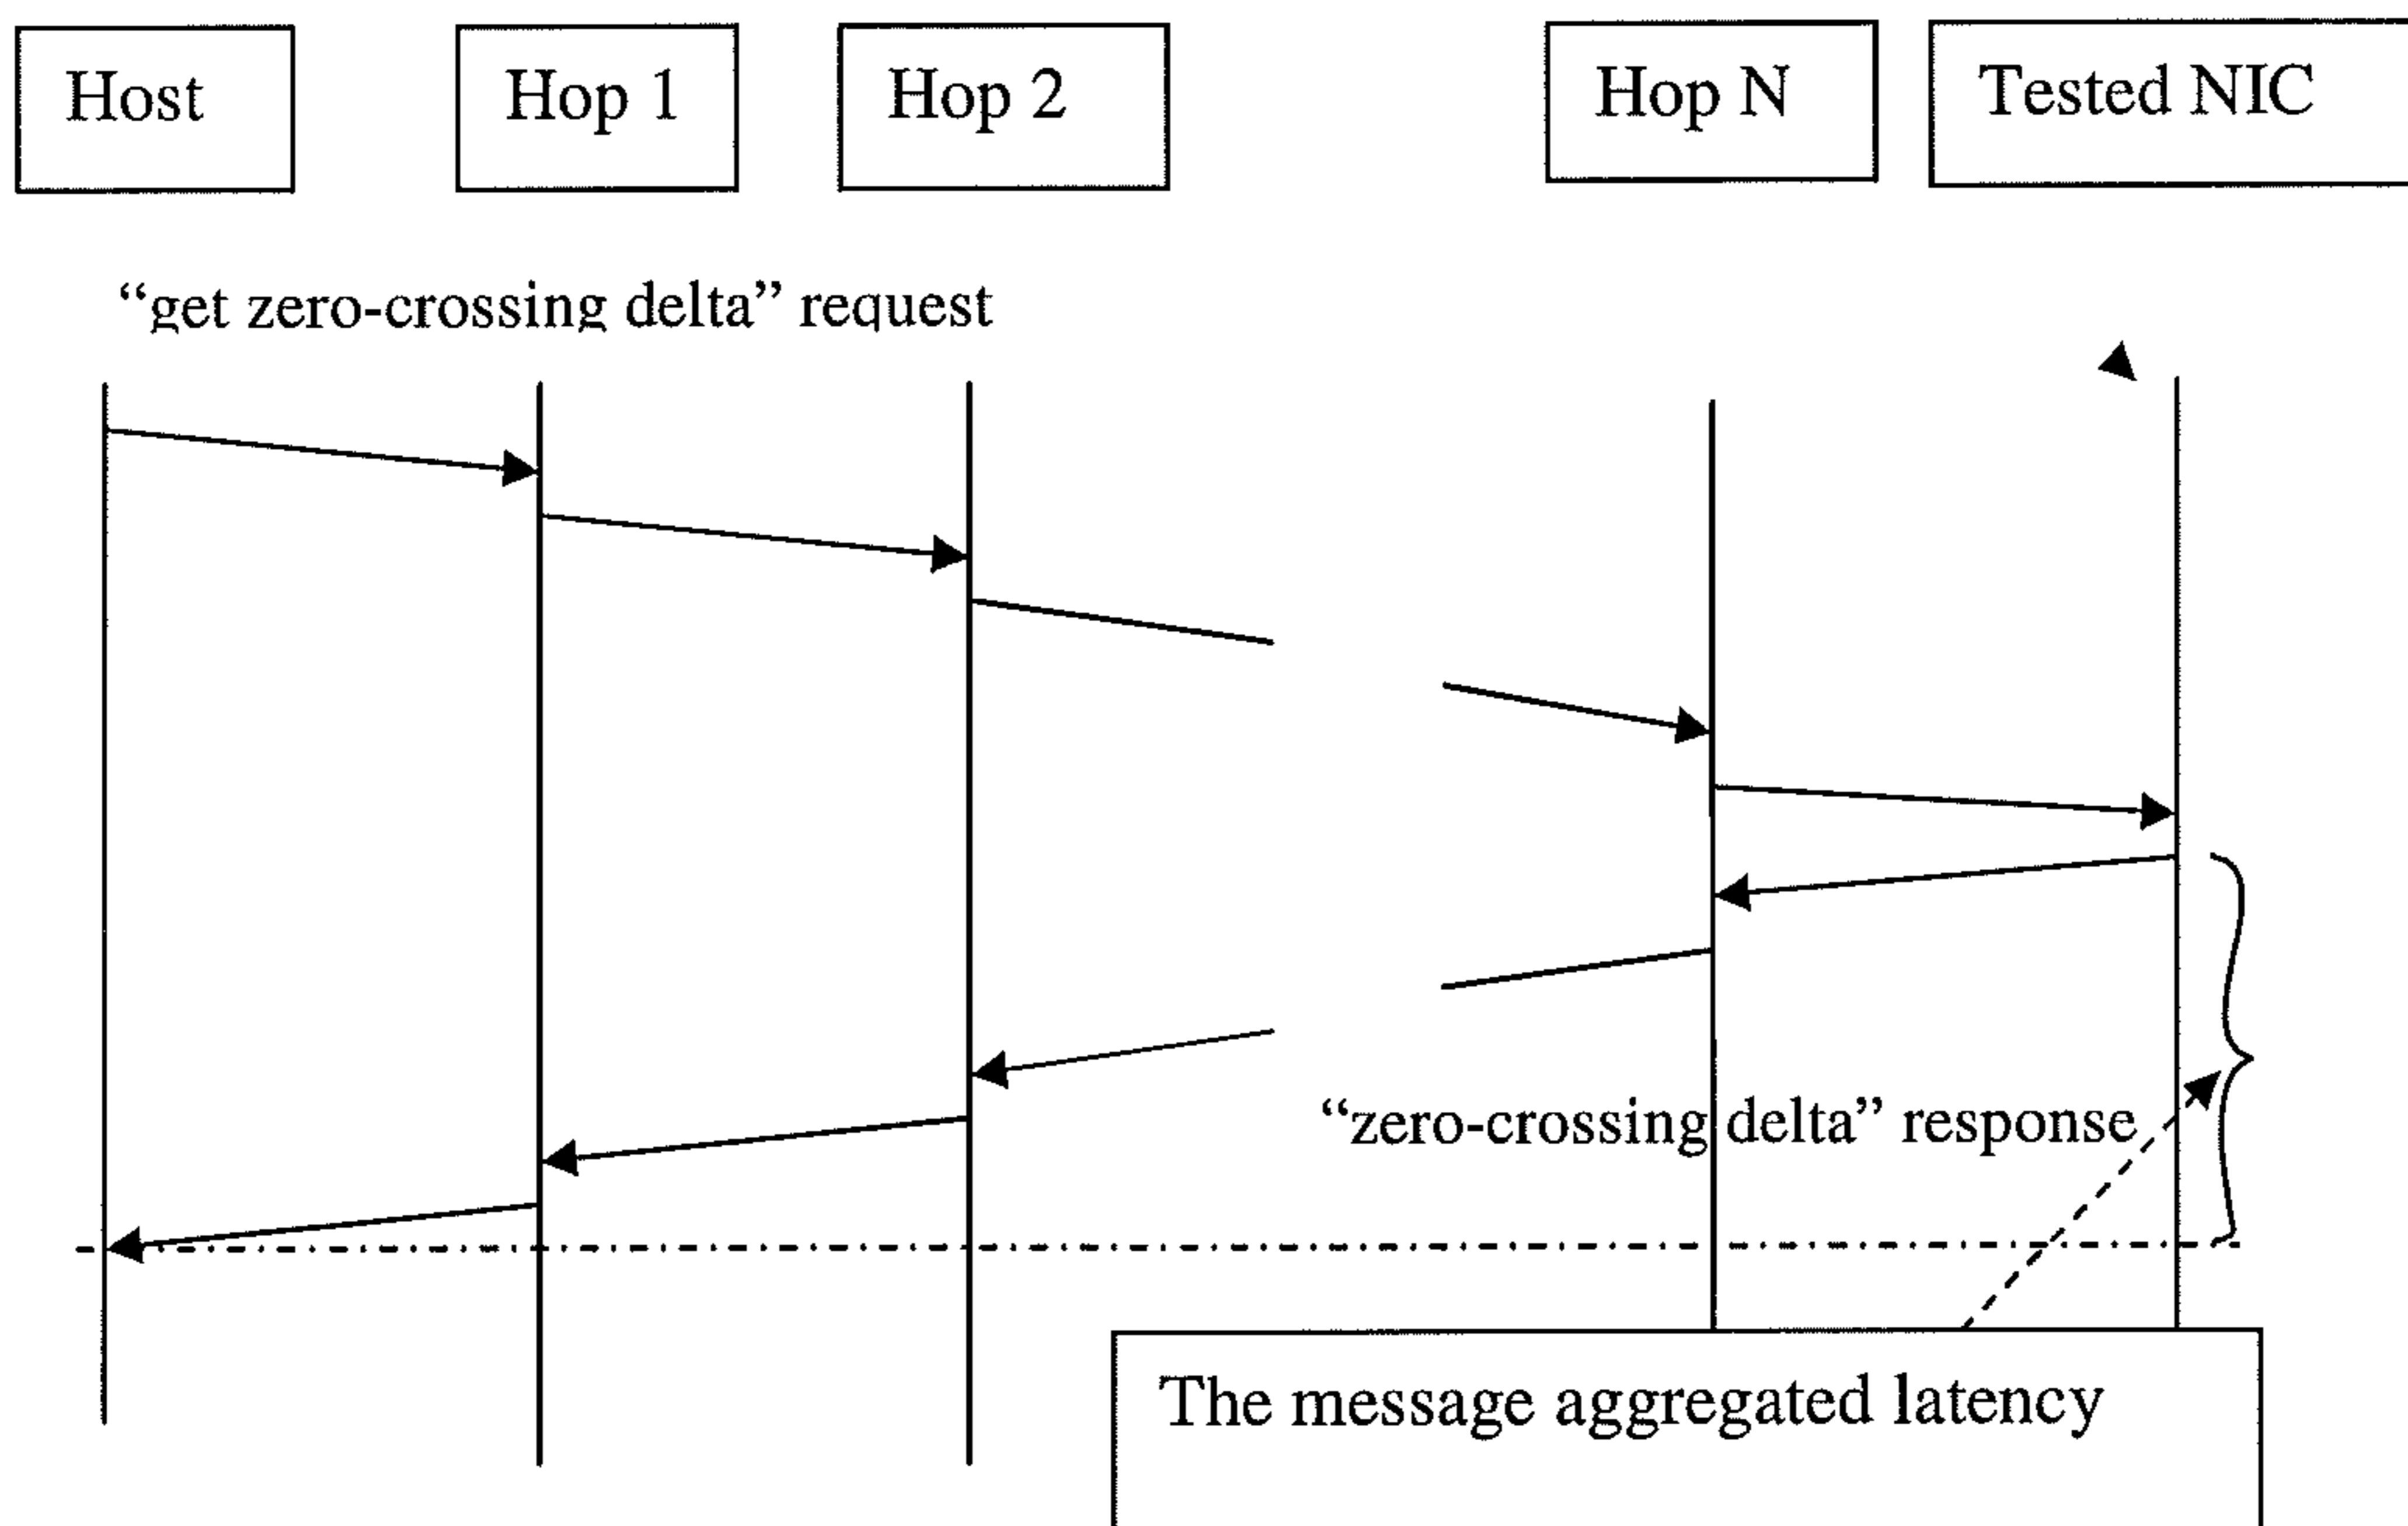 Host
Hop 1
Hop 2
Hop N
Tested NIC
“get zero-crossing delta” request
“zero-crossing delta” response
The message aggregated latency